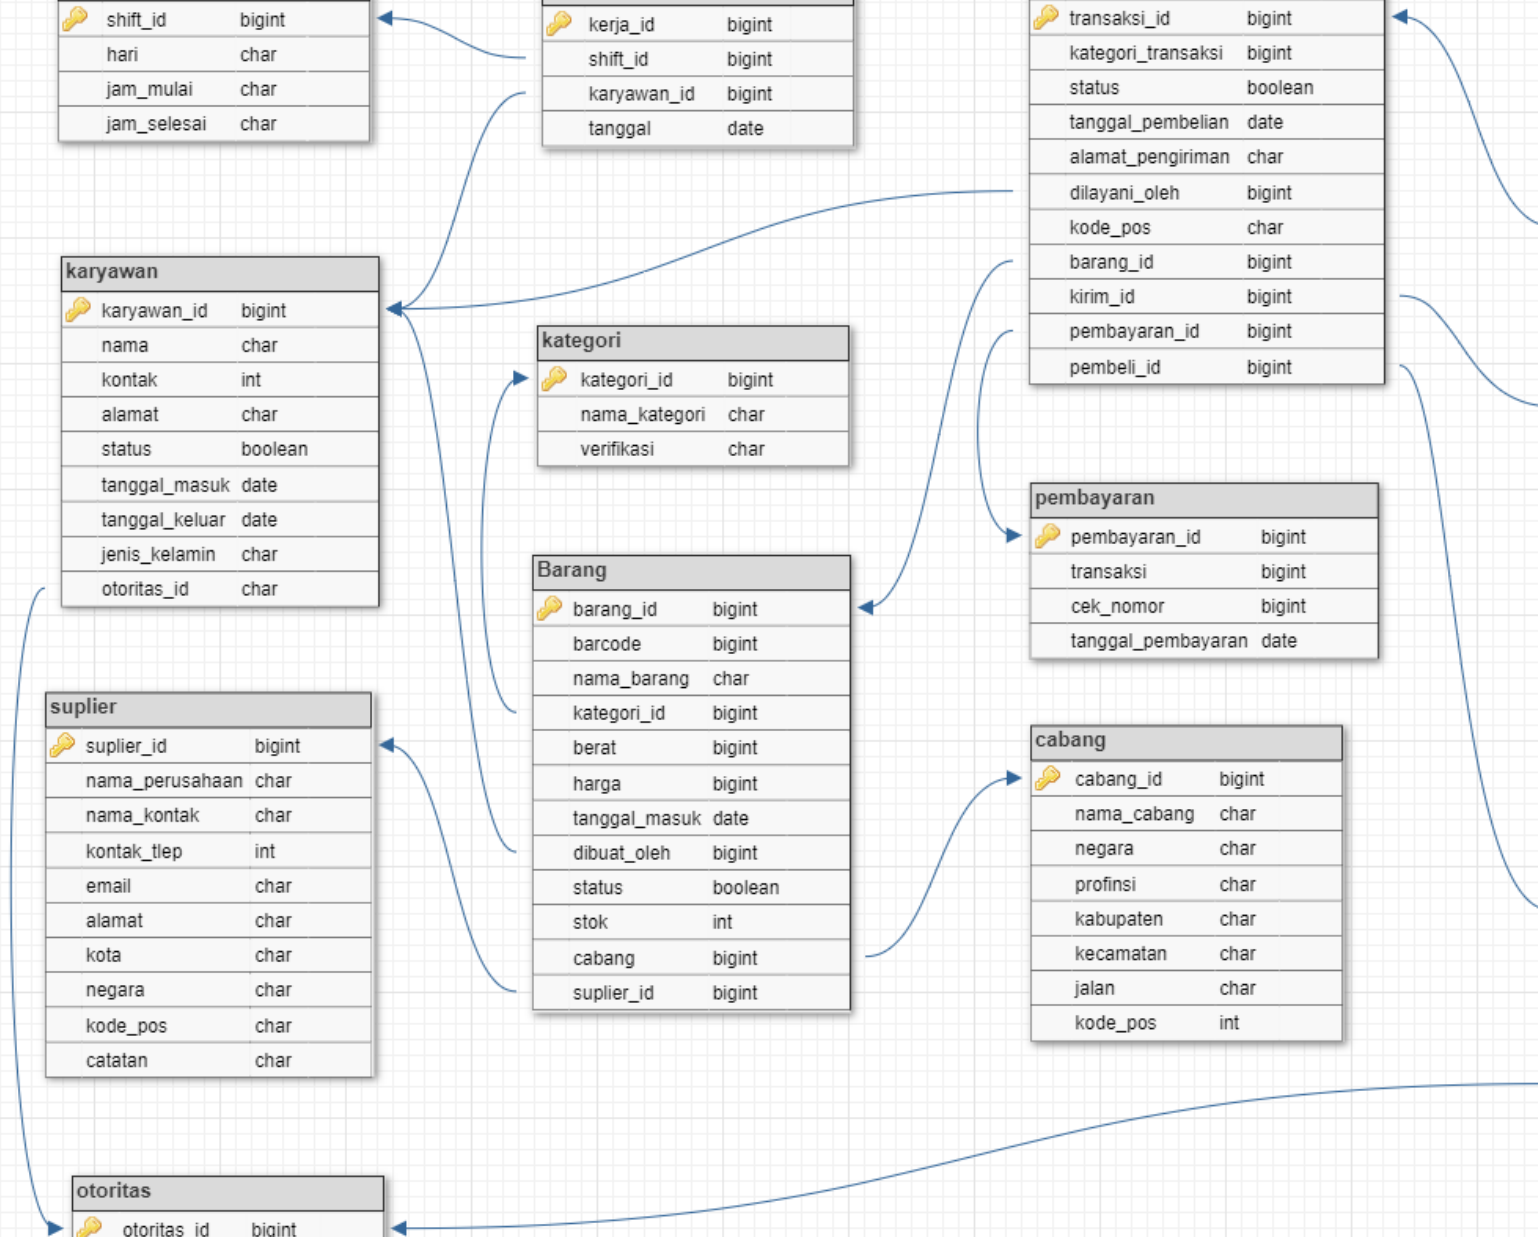 shift_id bigint
hari char
jam_mulai char
jam_selesai char
kerja_id bigint
shift_id bigint
karyawan_id bigint
tanggal date
transaksi_id bigint
kategori_transaksi bigint
status boolean
tanggal_pembelian date
alamat_pengiriman char
dilayani_oleh bigint
kode_pos char
barang_id bigint
kirim_id bigint
pembayaran_id bigint
pembeli_id bigint
karyawan
karyawan_id bigint
nama char
kontak int
alamat char
status boolean
tanggal_masuk date
tanggal_keluar date
jenis_kelamin char
otoritas_id char
kategori
kategori_id bigint
nama_kategori char
verifikasi char
pembayaran
pembayaran_id bigint
transaksi bigint
cek_nomor bigint
tanggal_pembayaran date
Barang
barang_id bigint
barcode bigint
nama_barang char
kategori_id bigint
berat bigint
harga bigint
tanggal_masuk date
dibuat_oleh bigint
status boolean
stok int
cabang bigint
suplier_id bigint
suplier
suplier_id bigint
nama_perusahaan char
nama_kontak char
kontak_tlep int
email char
alamat char
kota char
negara char
kode_pos char
catatan char
cabang
cabang_id bigint
nama_cabang char
negara char
profinsi char
kabupaten char
kecamatan char
jalan char
kode_pos int
otoritas
otoritas_id bigint